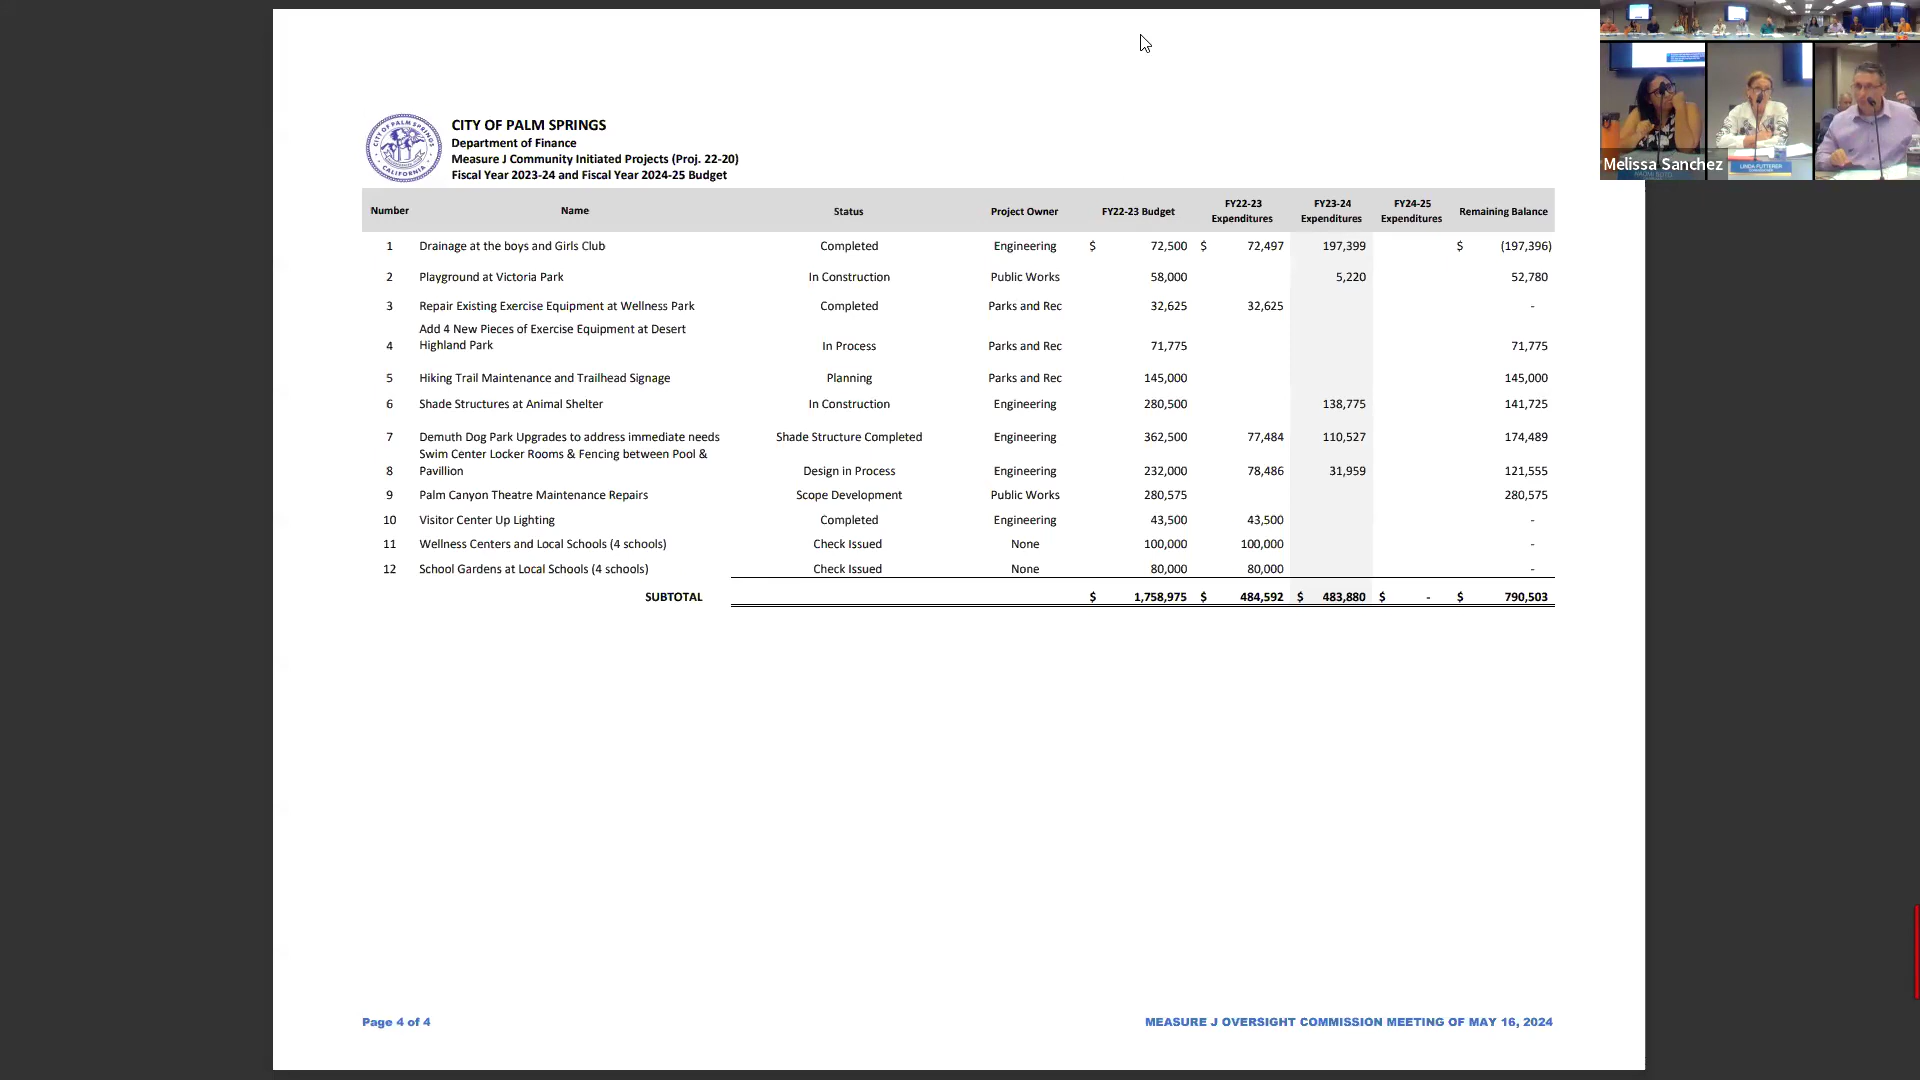 CITY OF PALM SPRINGS
Department of Finance
Measure J Community Initiated Projects (Proj. 22-20)
Fiscal Year 2023-24 and Fiscal Year 2024-25 Budget
CITY OF PALM SPRINGS
CALIFORNIA
Number Name Status Project Owner FY22-23 Budget FY22-23 Expenditures FY23-24 Expenditures FY24-25 Expenditures Remaining Balance
1 Drainage at the boys and Girls Club Completed Engineering $ 72,500 $ 72,497 197,399 $ (197,396)
2 Playground at Victoria Park In Construction Public Works 58,000 5,220 52,780
3 Repair Existing Exercise Equipment at Wellness Park Completed Parks and Rec 32,625 32,625 -
Add 4 New Pieces of Exercise Equipment at Desert
4 Highland Park In Process Parks and Rec 71,775 71,775
5 Hiking Trail Maintenance and Trailhead Signage Planning Parks and Rec 145,000 145,000
6 Shade Structures at Animal Shelter In Construction Engineering 280,500 138,775 141,725
7 Demuth Dog Park Upgrades to address immediate needs Shade Structure Completed Engineering 362,500 77,484 110,527 174,489
Swim Center Locker Rooms & Fencing between Pool &
8 Pavillion Design in Process Engineering 232,000 78,486 31,959 121,555
9 Palm Canyon Theatre Maintenance Repairs Scope Development Public Works 280,575 280,575
10 Visitor Center Up Lighting Completed Engineering 43,500 43,500 -
11 Wellness Centers and Local Schools (4 schools) Check Issued None 100,000 100,000 -
12 School Gardens at Local Schools (4 schools) Check Issued None 80,000 80,000 -
SUBTOTAL $ 1,758,975 $ 484,592 $ 483,880 $ - $ 790,503
Page 4 of 4 MEASURE J OVERSIGHT COMMISSION MEETING OF MAY 16, 2024
Melissa Sanchez
LINDA FUTTERER